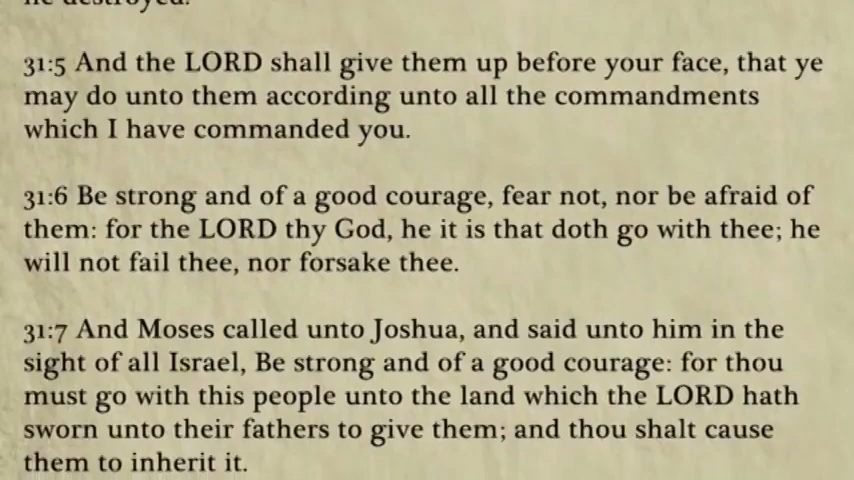 he destroyed.
31:5 And the LORD shall give them up before your face, that ye
may do unto them according unto all the commandments
which I have commanded you.
31:6 Be strong and of a good courage, fear not, nor be afraid of
them: for the LORD thy God, he it is that doth go with thee; he
will not fail thee, nor forsake thee.
31:7 And Moses called unto Joshua, and said unto him in the
sight of all Israel, Be strong and of a good courage: for thou
must go with this people unto the land which the LORD hath
sworn unto their fathers to give them; and thou shalt cause
them to inherit it.